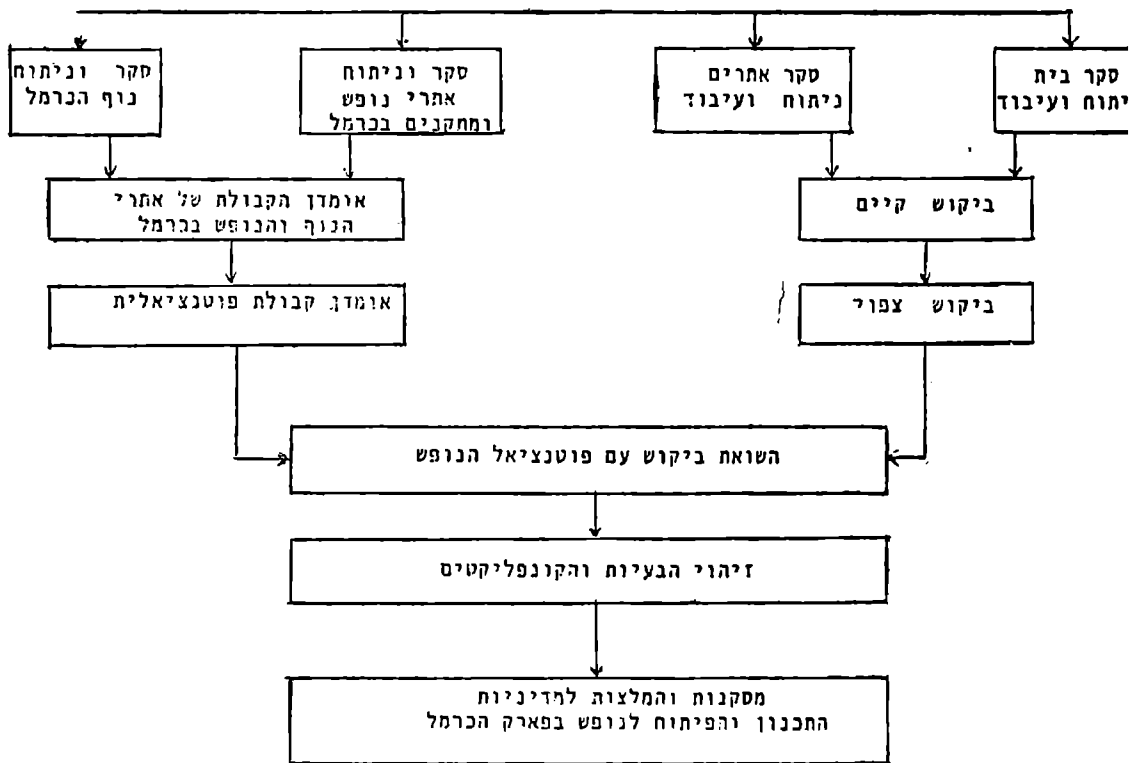 סקר בית
יתוח ועיבוד
סקר אתרים
ניתוח ועיבוד
סקר וניתוח
אתרי נופש
ומתקנים בכרמל
סקר וניתוח
נוף הכרמל
ביקוש קיים
אומדן הקבולת של אתרי
הנוף והנופש בכרמל
ביקוש צפוי
אומדן קבולת פוטנציאלית
השואת ביקוש עם פוטנציאל הנופש
זיהוי הבעיות והקונפליקטים
מסקנות והמלצות למדיניות
התכנון והפיתוח לנופש בפארק הכרמל